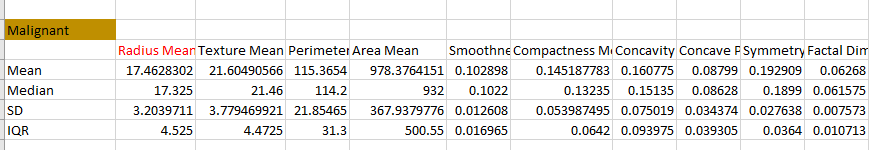 Malignant
Radius Mean Texture Mean Perimeter Area Mean Smoothne Compactness M Concavity Concave P Symmetry Factal Dim
Mean 17.4628302 21.60490566 115.3654 978.3764151 0.102898 0.145187783 0.160775 0.08799 0.192909 0.06268
Median 17.325 21.46 114.2 932 0.1022 0.13235 0.15135 0.08628 0.1899 0.061575
SD 3.2039711 3.779469921 21.85465 367.9379776 0.012608 0.053987495 0.075019 0.034374 0.027638 0.007573
IQR 4.525 4.4725 31.3 500.55 0.016965 0.0642 0.093975 0.039305 0.0364 0.010713